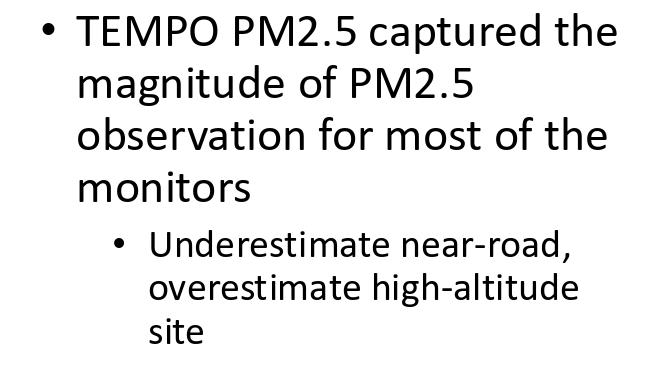 • TEMPO PM2.5 captured the
magnitude of PM2.5
observation for most of the
monitors
• Underestimate near-road,
overestimate high-altitude
site